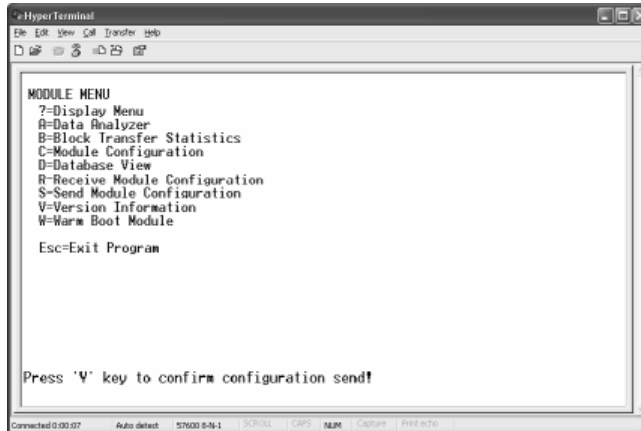 HyperTerminal
File Edit View Call Transfer Help
MODULE MENU
?=Display Menu
A=Data Analyzer
B=Block Transfer Statistics
C=Module Configuration
D=Database View
R=Receive Module Configuration
S=Send Module Configuration
V=Version Information
W=Warm Boot Module
Esc=Exit Program
Press 'Y' key to confirm configuration send!
Connected 0:00:07 Auto detect 57600 8-N-1 SCROLL CAPS NUM Capture Print echo